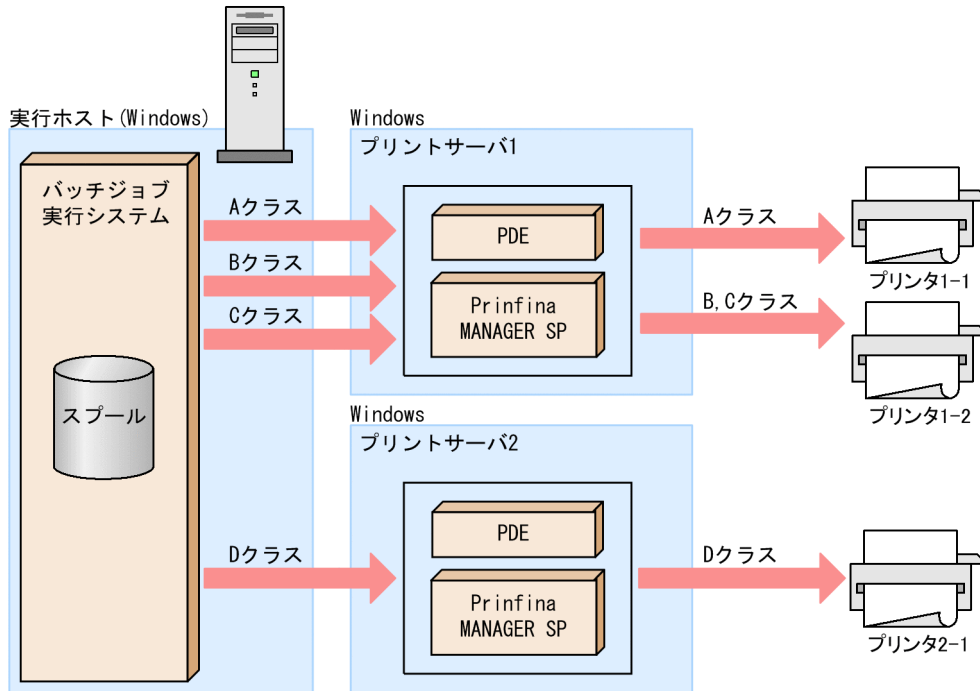 実行ホスト(Windows)
バッチジョブ
実行システム
スプール
Aクラス
Bクラス
Cクラス
Dクラス
Windows
プリントサーバ1
PDE
Prinfina
MANAGER SP
Aクラス
B,Cクラス
プリンタ1-1
プリンタ1-2
Windows
プリントサーバ2
PDE
Prinfina
MANAGER SP
Dクラス
プリンタ2-1